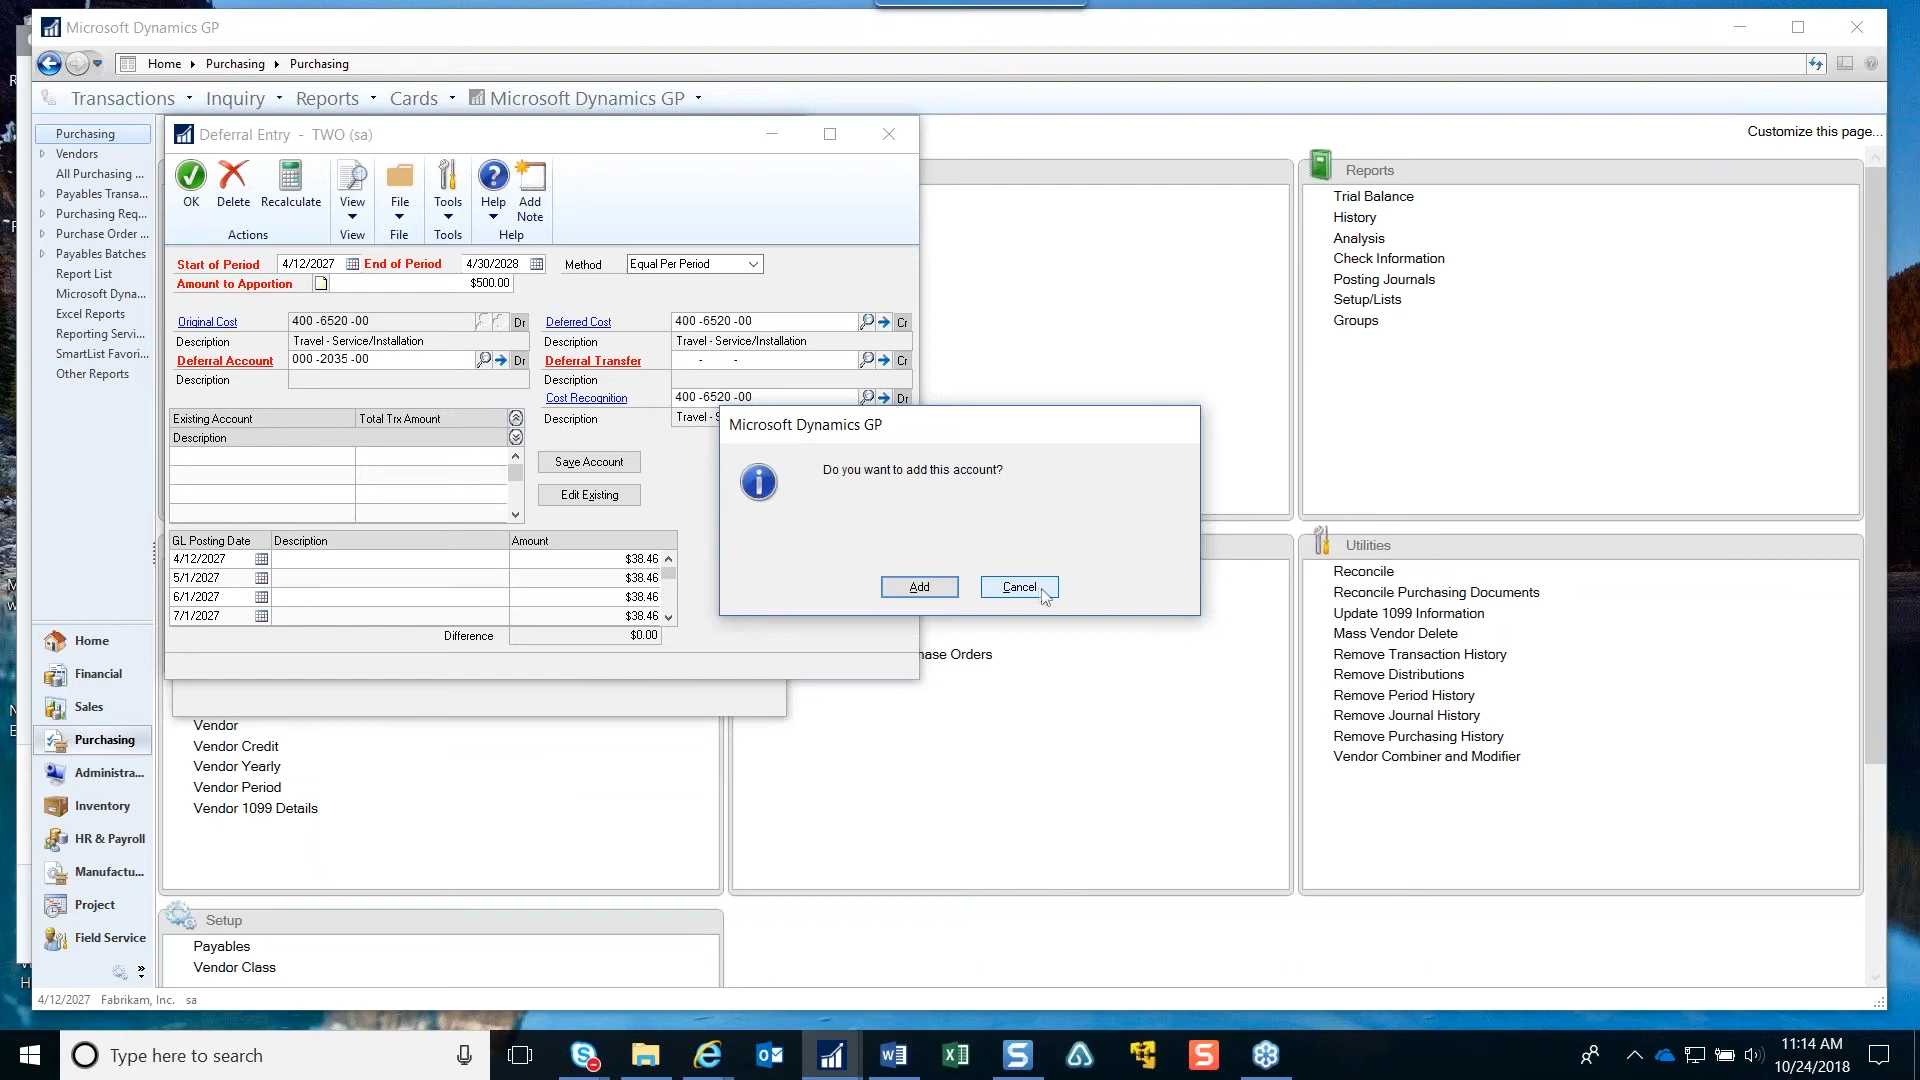 Microsoft Dynamics GP
Home Purchasing Purchasing
Transactions Inquiry Reports Cards Microsoft Dynamics GP
Customize this page...
Purchasing
Vendors
All Purchasing ...
Payables Transa...
Purchasing Req...
Purchase Order ...
Payables Batches
Report List
Microsoft Dyna...
Excel Reports
Reporting Servi...
SmartList Favori...
Other Reports
Home
Financial
Sales
Purchasing
Administra...
Inventory
HR & Payroll
Manufactu...
Project
Field Service
Deferral Entry - TWO (sa)
OK Delete Recalculate View File Tools Help Add Note
Actions View File Tools Help
Start of Period 4/12/2027 End of Period 4/30/2028 Method Equal Per Period
Amount to Apportion $500.00
Original Cost 400 -6520 -00 Dr Deferred Cost 400 -6520 -00 Cr
Description Travel - Service/Installation Description Travel - Service/Installation
Deferral Account 000 -2035 -00 Dr Deferral Transfer - - Cr
Description Description
Cost Recognition 400 -6520 -00 Dr
Existing Account Total Trx Amount Description Travel - S
Description
Save Account
Edit Existing
GL Posting Date Description Amount
4/12/2027 $38.46
5/1/2027 $38.46
6/1/2027 $38.46
7/1/2027 $38.46
Difference $0.00
Microsoft Dynamics GP
Do you want to add this account?
Add Cancel
hase Orders
Vendor
Vendor Credit
Vendor Yearly
Vendor Period
Vendor 1099 Details
Setup
Payables
Vendor Class
Reports
Trial Balance
History
Analysis
Check Information
Posting Journals
Setup/Lists
Groups
Utilities
Reconcile
Reconcile Purchasing Documents
Update 1099 Information
Mass Vendor Delete
Remove Transaction History
Remove Distributions
Remove Period History
Remove Journal History
Remove Purchasing History
Vendor Combiner and Modifier
4/12/2027 Fabrikam, Inc. sa
Type here to search
11:14 AM
10/24/2018